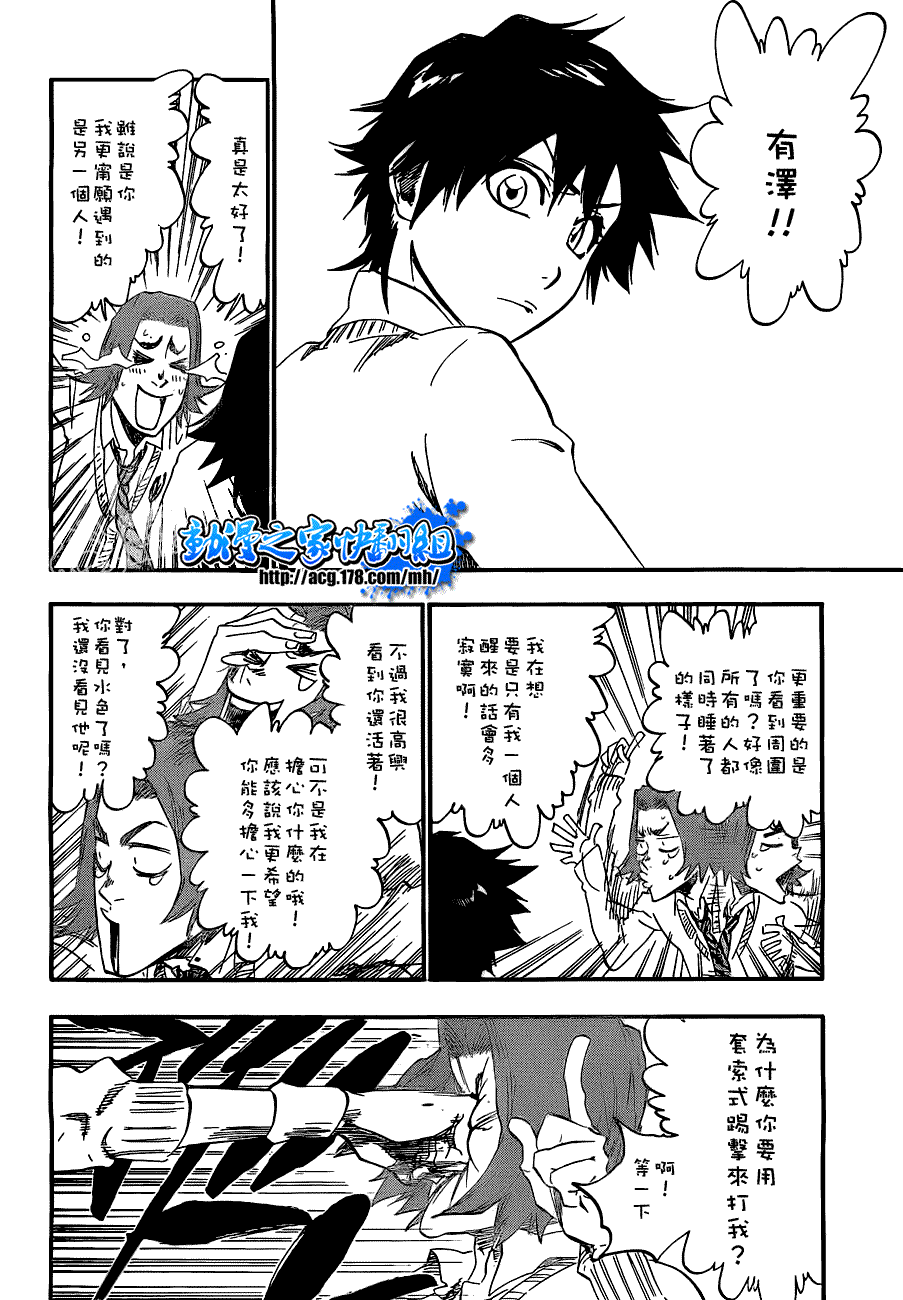 有澤!!
真是太好了!
雖說是你
我更甯願遇到的
是另一個人!
動漫之家快翻組
http://acg.178.com/mh/
更重要的是
你看到周圍
了嗎?好像
所有的人都
同時睡著了
的樣子!
我在想
要是只有我一個人
醒來的話會多
寂寞啊!
不過我很高興
看到你還活著!
可不是我在
擔心你什麼的哦!
應該說我更希望
你能多擔心一下我!
對了,
你看見水色了嗎?
我還沒看見他呢!
為什麼你要用
套索式踢擊來打我?
啊!
等一下